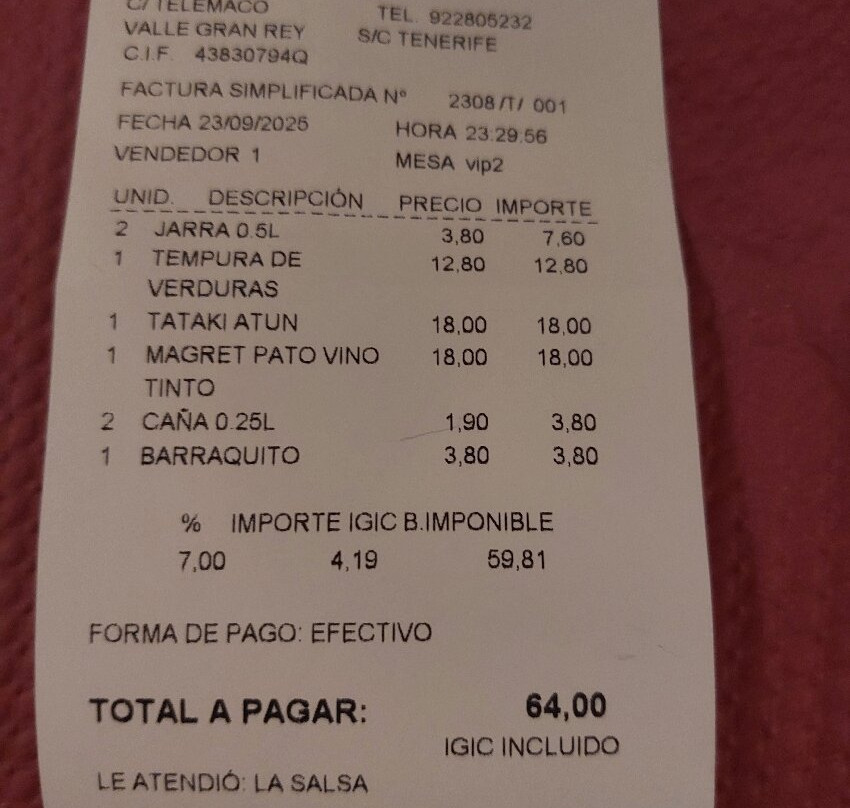 C/ TELEMACO
TEL. 922805232
VALLE GRAN REY
S/C TENERIFE
C.I.F. 43830794Q
FACTURA SIMPLIFICADA Nº 2308/T/ 001
FECHA 23/09/2025 HORA 23:29:56
VENDEDOR 1 MESA vip2
UNID. DESCRIPCIÓN PRECIO IMPORTE
2 JARRA 0.5L 3,80 7,60
1 TEMPURA DE 12,80 12,80
VERDURAS
1 TATAKI ATUN 18,00 18,00
1 MAGRET PATO VINO 18,00 18,00
TINTO
2 CAÑA 0.25L 1,90 3,80
1 BARRAQUITO 3,80 3,80
% IMPORTE IGIC B.IMPONIBLE
7,00 4,19 59,81
FORMA DE PAGO: EFECTIVO
TOTAL A PAGAR: 64,00
IGIC INCLUIDO
LE ATENDIÓ: LA SALSA